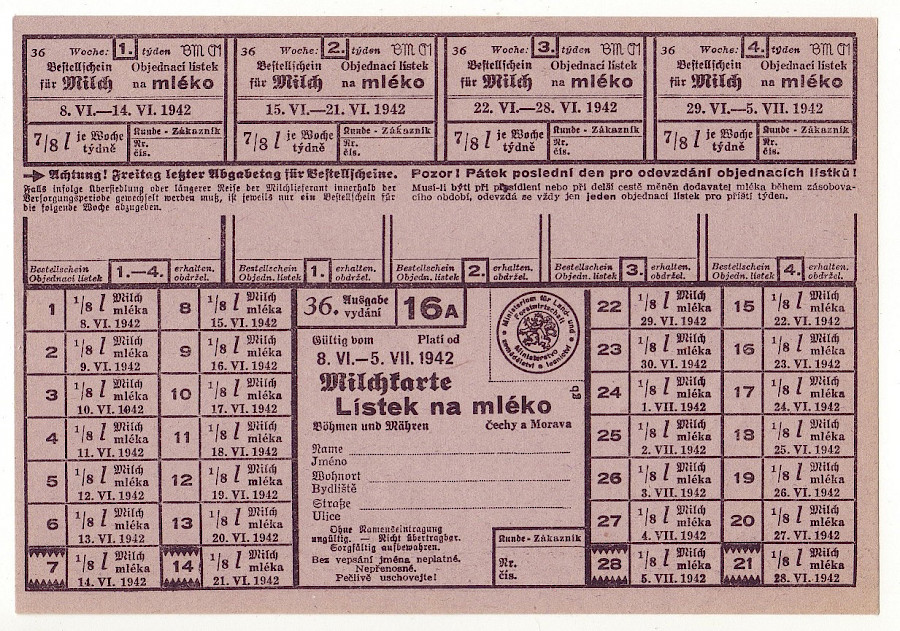 36 Woche: 1. týden BM ČM
Bestellschein Objednací lístek
für Milch na mléko
8. VI.—14. VI. 1942
7/8 l je Woche týdně
Kunde - Zákazník
Nr.
čís.
36 Woche: 2. týden BM ČM
Bestellschein Objednací lístek
für Milch na mléko
15. VI.—21. VI. 1942
7/8 l je Woche týdně
Kunde - Zákazník
Nr.
čís.
36 Woche: 3. týden BM ČM
Bestellschein Objednací lístek
für Milch na mléko
22. VI.—28. VI. 1942
7/8 l je Woche týdně
Kunde - Zákazník
Nr.
čís.
36 Woche: 4. týden BM ČM
Bestellschein Objednací lístek
für Milch na mléko
29. VI.—5. VII. 1942
7/8 l je Woche týdně
Kunde - Zákazník
Nr.
čís.
Achtung! Freitag letzter Abgabetag für Bestellscheine.
Falls infolge Übersiedlung oder längerer Reise der Milchlieferant innerhalb der
Versorgungsperiode gewechselt werden muß, ist jeweils nur ein Bestellschein für
die folgende Woche abzugeben.
Pozor! Pátek poslední den pro odevzdání objednacích lístků!
Musí-li býti při přesídlení nebo při delší cestě měněn dodavatel mléka během zásobova-
cího období, odevzdá se vždy jen jeden objednací lístek pro příští týden.
Bestellschein 1.—4. erhalten.
Objednací lístek obdržel.
Bestellschein 1. erhalten.
Objedn. lístek obdržel.
Bestellschein 2. erhalten.
Objedn. lístek obdržel.
Bestellschein 3. erhalten.
Objedn. lístek obdržel.
Bestellschein 4. erhalten.
Objedn. lístek obdržel.
1 1/8 l Milch mléka 8. VI. 1942
8 1/8 l Milch mléka 15. VI. 1942
2 1/8 l Milch mléka 9. VI. 1942
9 1/8 l Milch mléka 16. VI. 1942
3 1/8 l Milch mléka 10. VI. 1942
10 1/8 l Milch mléka 17. VI. 1942
4 1/8 l Milch mléka 11. VI. 1942
11 1/8 l Milch mléka 18. VI. 1942
5 1/8 l Milch mléka 12. VI. 1942
12 1/8 l Milch mléka 19. VI. 1942
6 1/8 l Milch mléka 13. VI. 1942
13 1/8 l Milch mléka 20. VI. 1942
7 1/8 l Milch mléka 14. VI. 1942
14 1/8 l Milch mléka 21. VI. 1942
36. Ausgabe vydání 16A
Gültig vom Platí od
8. VI.—5. VII. 1942
Milchkarte
Lístek na mléko
Böhmen und Mähren Čechy a Morava
Ministerium für Land- und Forstwirtschaft
Ministerstvo zemědělství a lesnictví
Name
Jméno
Wohnort
Bydliště
Straße
Ulice
Ohne Namenseintragung
ungültig. — Nicht übertragbar.
Sorgfältig aufbewahren.
Bez vepsání jména neplatné.
Nepřenosné.
Pečlivě uschovejte!
Kunde - Zákazník
Nr.
čís.
22 1/8 l Milch mléka 29. VI. 1942
15 1/8 l Milch mléka 22. VI. 1942
23 1/8 l Milch mléka 30. VI. 1942
16 1/8 l Milch mléka 23. VI. 1942
24 1/8 l Milch mléka 1. VII. 1942
17 1/8 l Milch mléka 24. VI. 1942
25 1/8 l Milch mléka 2. VII. 1942
18 1/8 l Milch mléka 25. VI. 1942
26 1/8 l Milch mléka 3. VII. 1942
19 1/8 l Milch mléka 26. VI. 1942
27 1/8 l Milch mléka 4. VII. 1942
20 1/8 l Milch mléka 27. VI. 1942
28 1/8 l Milch mléka 5. VII. 1942
21 1/8 l Milch mléka 28. VI. 1942